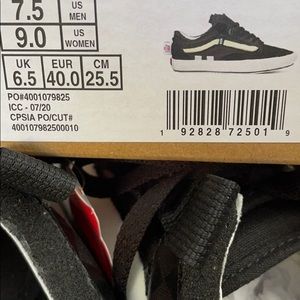 7.5 US MEN
9.0 US WOMEN
UK EUR CM
6.5 40.0 25.5
PO#4001079825
ICC - 07/20
CPSIA PO/CUT#
400107982500010
1 92828 72501 9